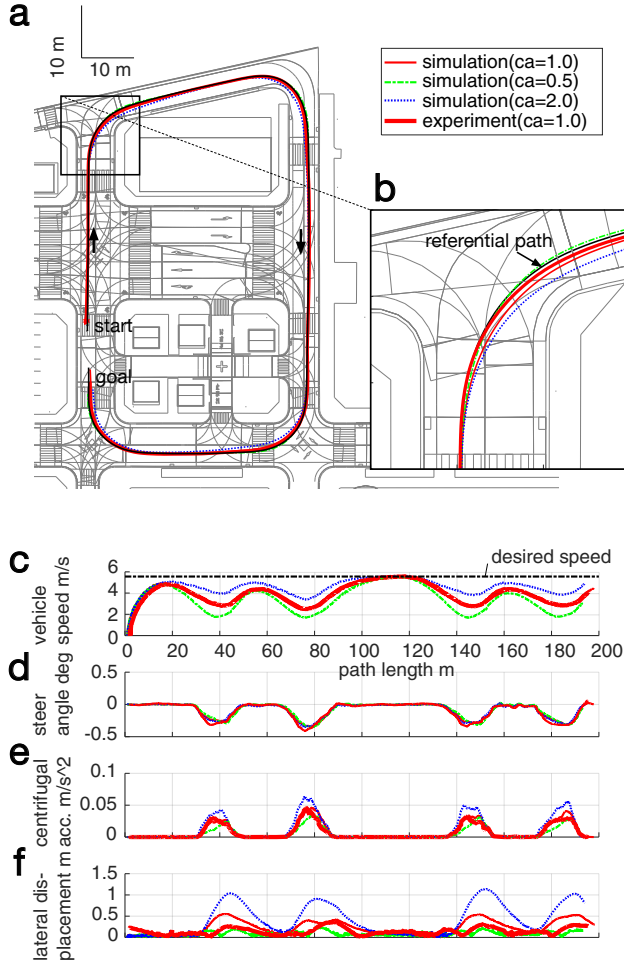 a
10 m
10 m
simulation(ca=1.0)
simulation(ca=0.5)
simulation(ca=2.0)
experiment(ca=1.0)
b
referential path
start
goal
c
desired speed
vehicle
speed m/s
6
4
2
0
0 20 40 60 80 100 120 140 160 180 200
path length m
d
steer
angle deg
0
-0.5
e
centrifugal
acc. m/s^2
0.1
0.05
0
f
lateral dis-
placement m
1.5
1
0.5
0